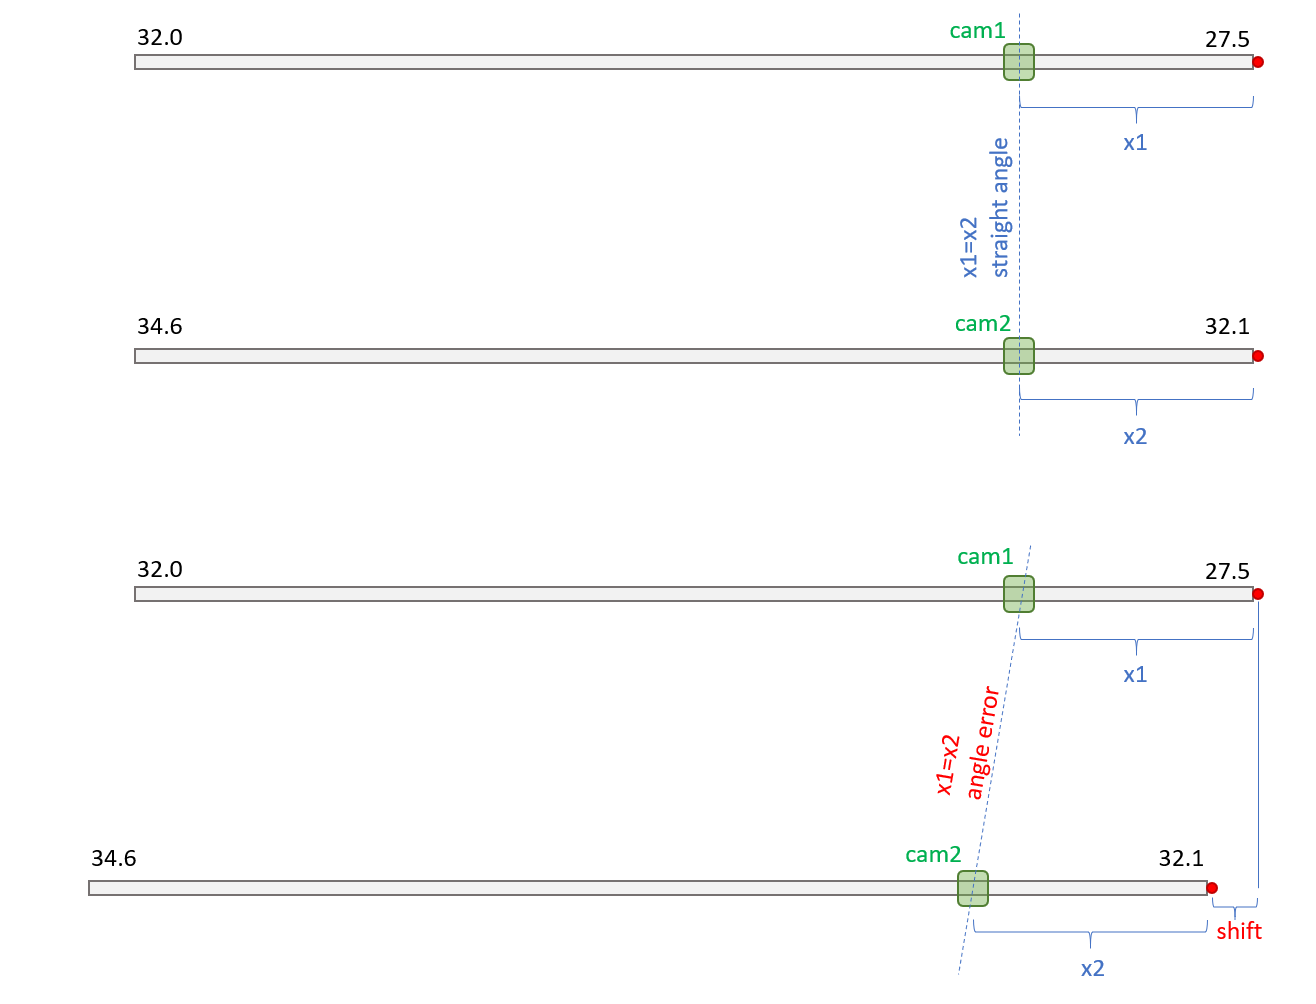 cam1
32.0
27.5
x1
x1=x2
straight angle
cam2
34.6
32.1
x2
cam1
32.0
27.5
x1
x1=x2
angle error
cam2
34.6
32.1
shift
x2